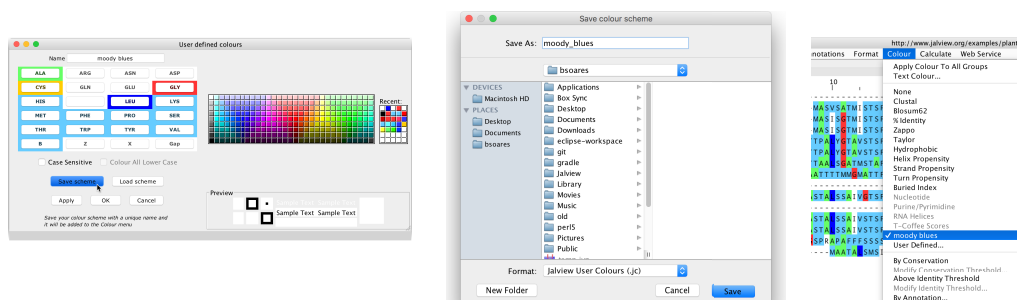 User defined colours
Name moody blues
ALA ARG ASN ASP
CYS GLN GLU GLY
HIS LEU LYS
MET PHE PRO SER
THR TRP TYR VAL
B Z X Gap
Case Sensitive Colour All Lower Case
Save scheme Load scheme
Apply OK Cancel
Save your colour scheme with a unique name and
it will be added to the Colour menu
Recent:
Preview
Sample Text Sample Text
Sample Text Sample Text
Save colour scheme
Save As: moody_blues
bsoares
DEVICES
Macintosh HD
PLACES
Desktop
Documents
bsoares
Applications
Box Sync
Desktop
Documents
Downloads
eclipse-workspace
git
gradle
Jalview
Library
Movies
Music
old
perl5
Pictures
Public
Format: Jalview User Colours (.jc)
New Folder Cancel Save
http://www.jalview.org/examples/plant
notations Format Colour Calculate Web Service
10
Apply Colour To All Groups
Text Colour...
None
Clustal
Blosum62
% Identity
Zappo
Taylor
Hydrophobic
Helix Propensity
Strand Propensity
Turn Propensity
Buried Index
Nucleotide
Purine/Pyrimidine
RNA Helices
T-Coffee Scores
✓ moody blues
User Defined...
By Conservation
Modify Conservation Threshold...
Above Identity Threshold
Modify Identity Threshold...
By Annotation...